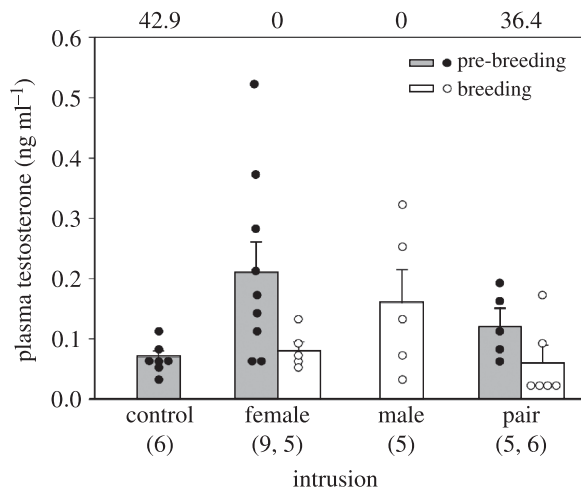 42.9 0 0 36.4
0.6
0.5
0.4
0.3
0.2
0.1
0.0
plasma testosterone (ng ml⁻¹)
pre-breeding
breeding
control female male pair
(6) (9, 5) (5) (5, 6)
intrusion